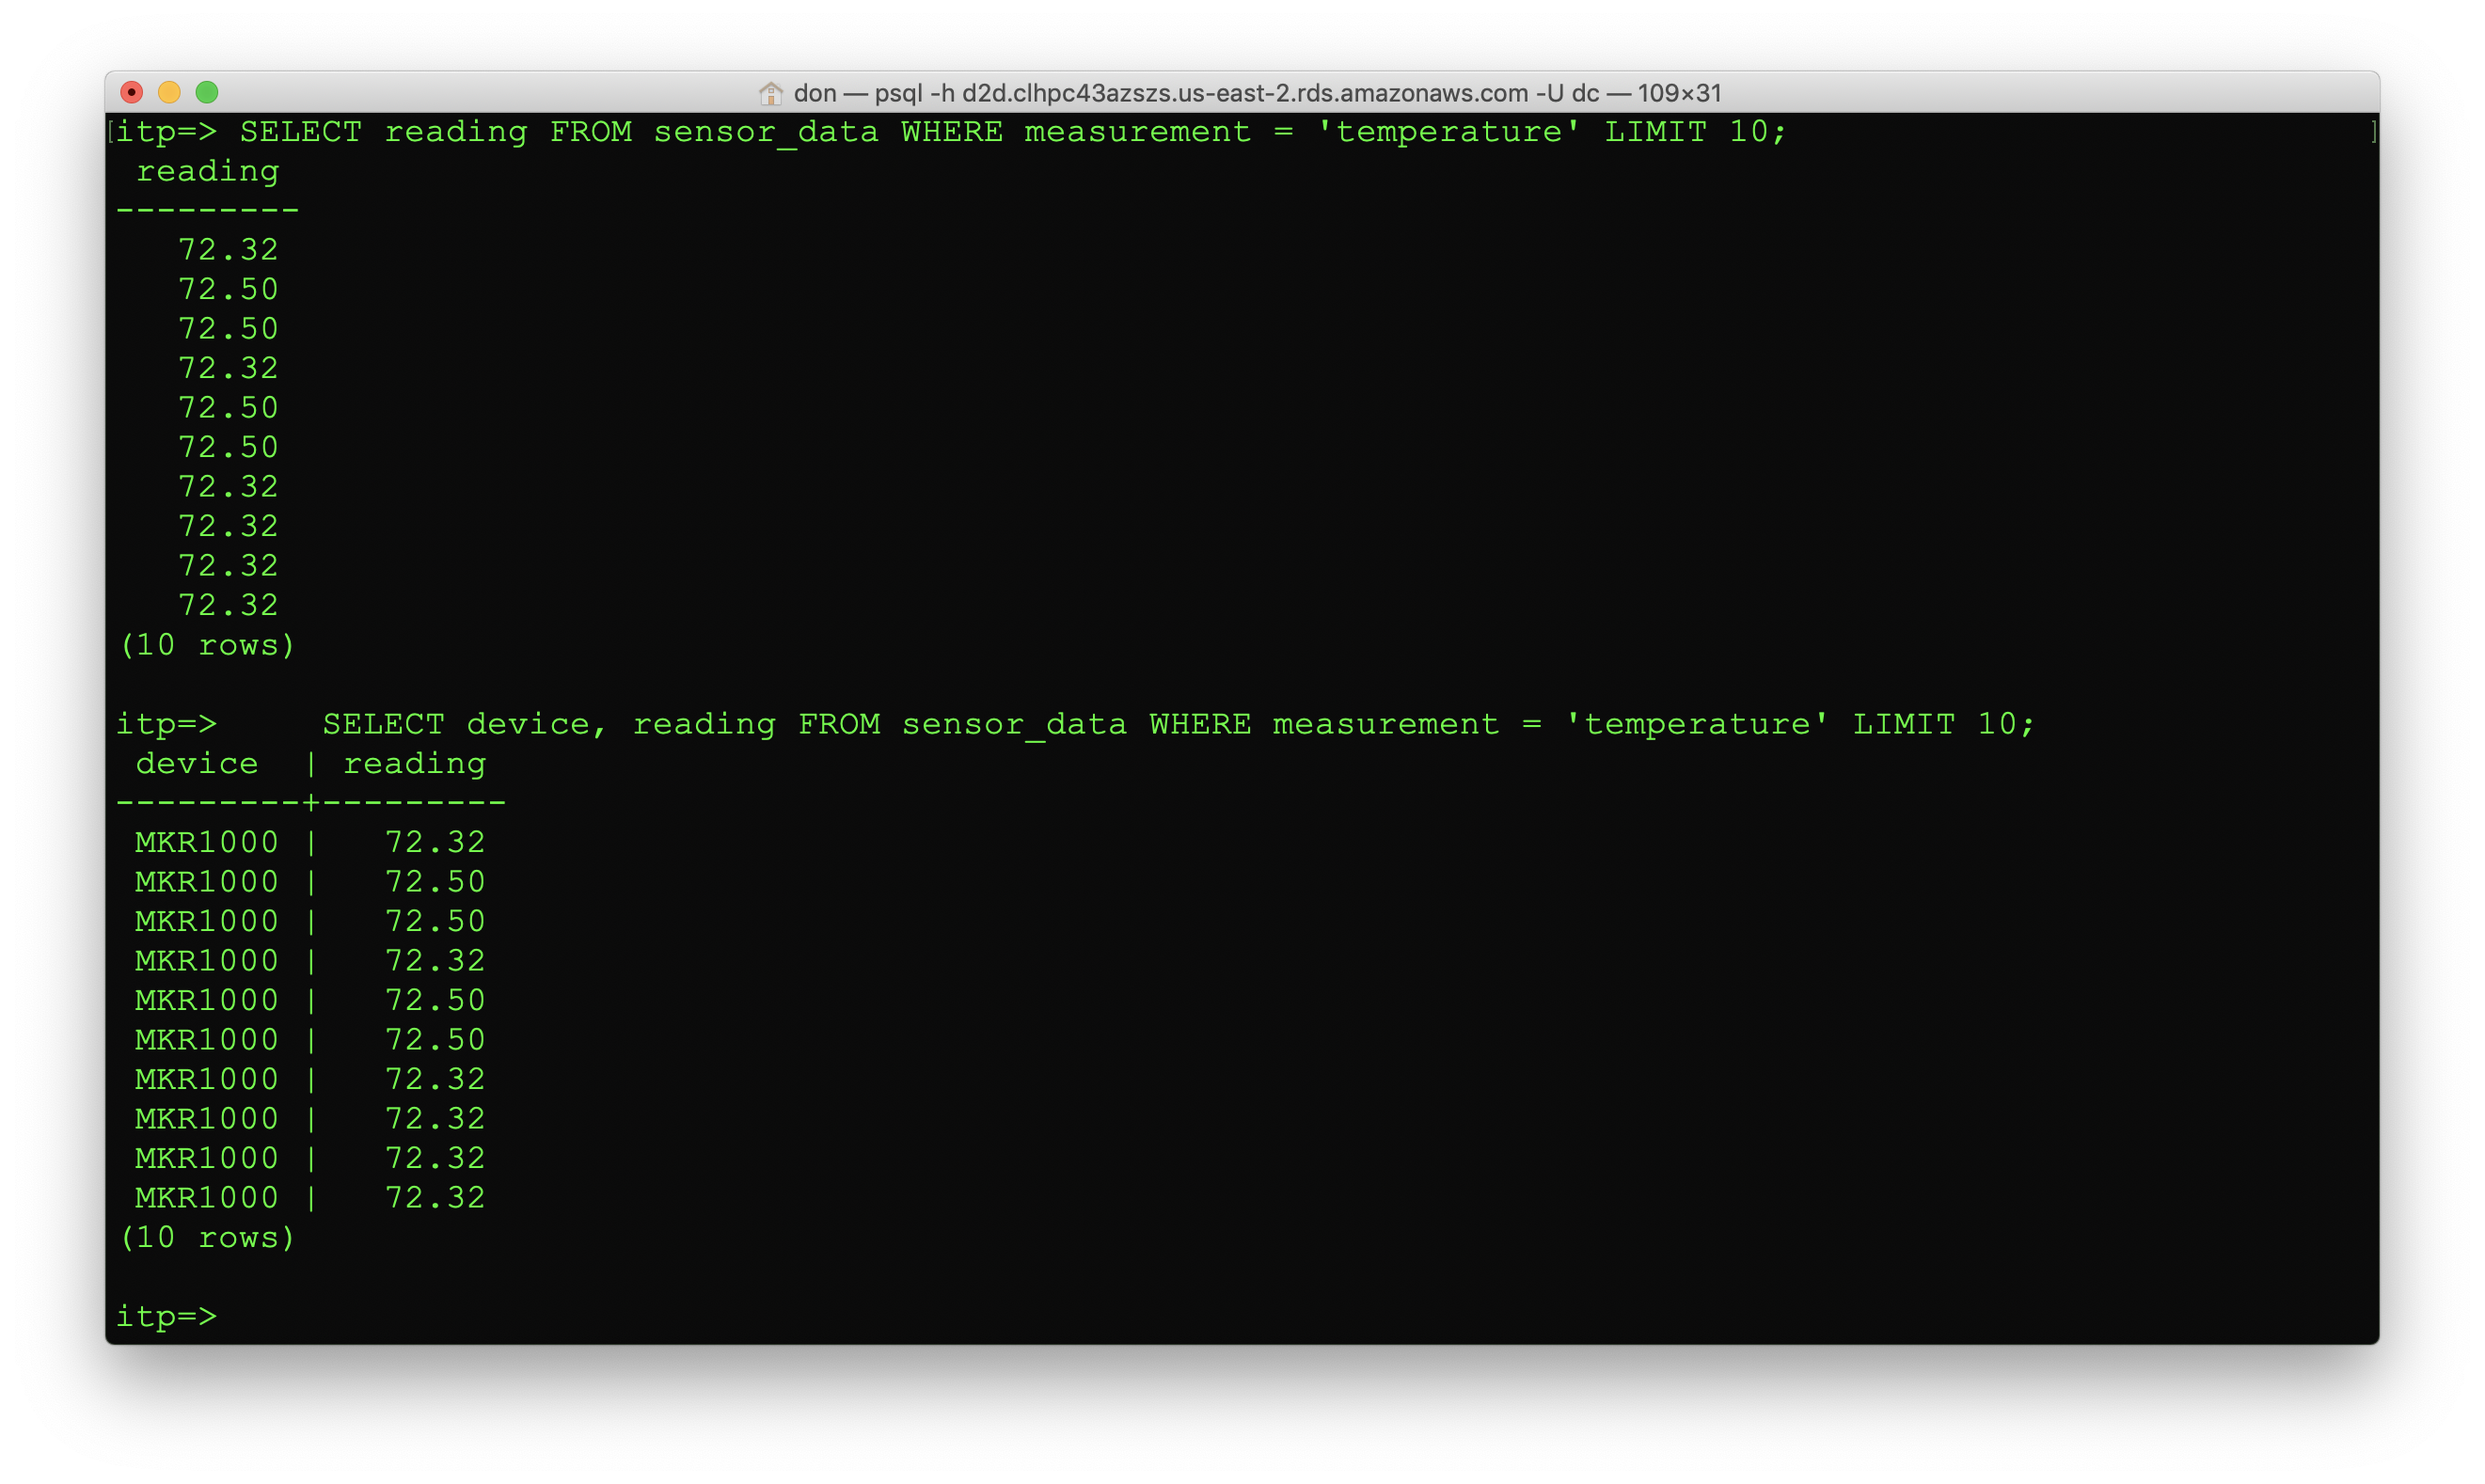 don — psql -h d2d.clhpc43azszs.us-east-2.rds.amazonaws.com -U dc — 109×31
[itp=> SELECT reading FROM sensor_data WHERE measurement = 'temperature' LIMIT 10; ]
 reading
---------
   72.32
   72.50
   72.50
   72.32
   72.50
   72.50
   72.32
   72.32
   72.32
   72.32
(10 rows)

itp=>     SELECT device, reading FROM sensor_data WHERE measurement = 'temperature' LIMIT 10;
 device  | reading
---------+---------
 MKR1000 |   72.32
 MKR1000 |   72.50
 MKR1000 |   72.50
 MKR1000 |   72.32
 MKR1000 |   72.50
 MKR1000 |   72.50
 MKR1000 |   72.32
 MKR1000 |   72.32
 MKR1000 |   72.32
 MKR1000 |   72.32
(10 rows)

itp=>